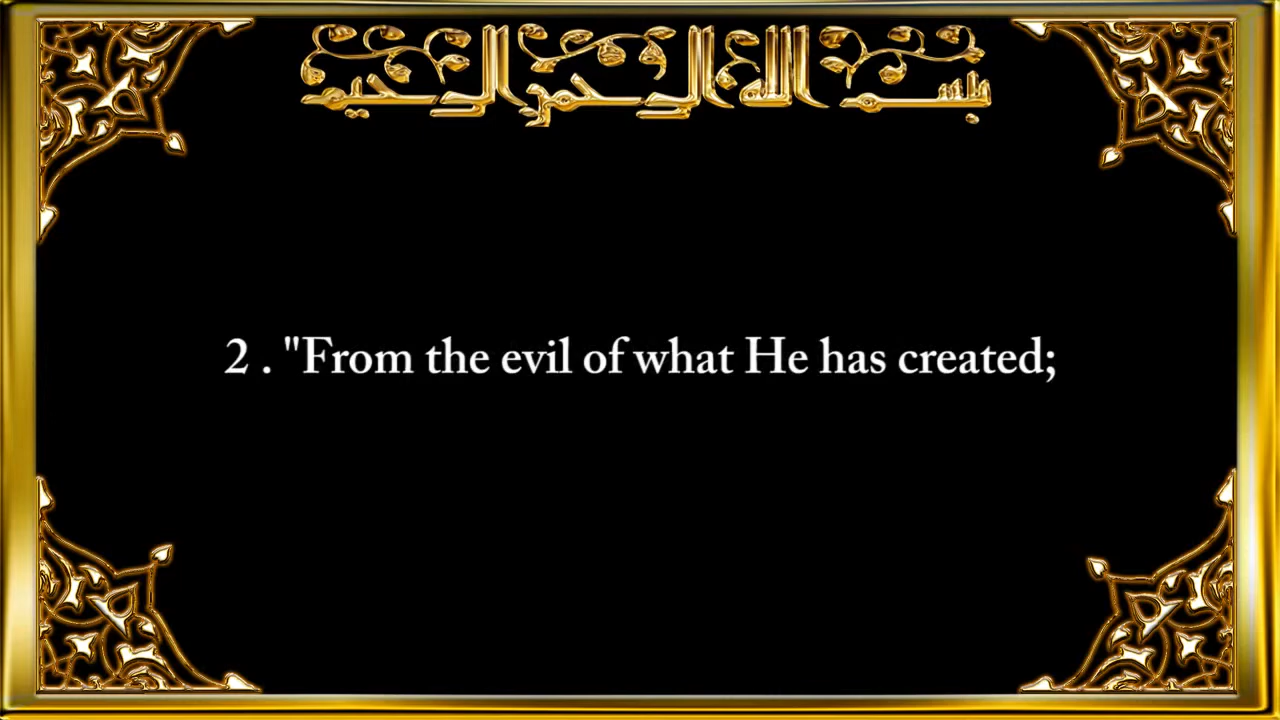 بسم الله الرحمن الرحيم
2 . "From the evil of what He has created;